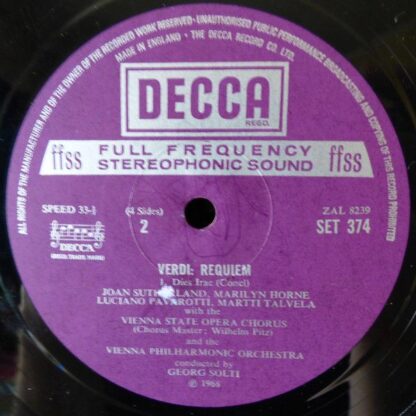 ALL RIGHTS OF THE MANUFACTURER AND OF THE OWNER OF THE RECORDED WORK RESERVED · UNAUTHORISED PUBLIC PERFORMANCE BROADCASTING AND COPYING OF THIS RECORD PROHIBITED
MADE IN ENGLAND · THE DECCA RECORD CO. LTD.
DECCA
REGD.
ffss FULL FREQUENCY STEREOPHONIC SOUND ffss
SPEED 33⅓ (4 Sides) ZAL 8239
2 SET 374
DECCA
VERDI: REQUIEM
1. Dies Irae (Concl)
JOAN SUTHERLAND, MARILYN HORNE
LUCIANO PAVAROTTI, MARTTI TALVELA
with the
VIENNA STATE OPERA CHORUS
(Chorus Master: Wilhelm Pitz)
and the
VIENNA PHILHARMONIC ORCHESTRA
conducted by
GEORG SOLTI